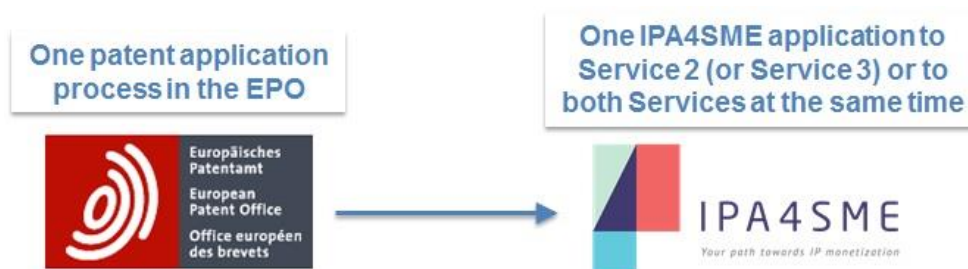 One patent application
process in the EPO
One IPA4SME application to
Service 2 (or Service 3) or to
both Services at the same time
Europäisches
Patentamt
European
Patent Office
Office européen
des brevets
IPA4SME
Your path towards IP monetization